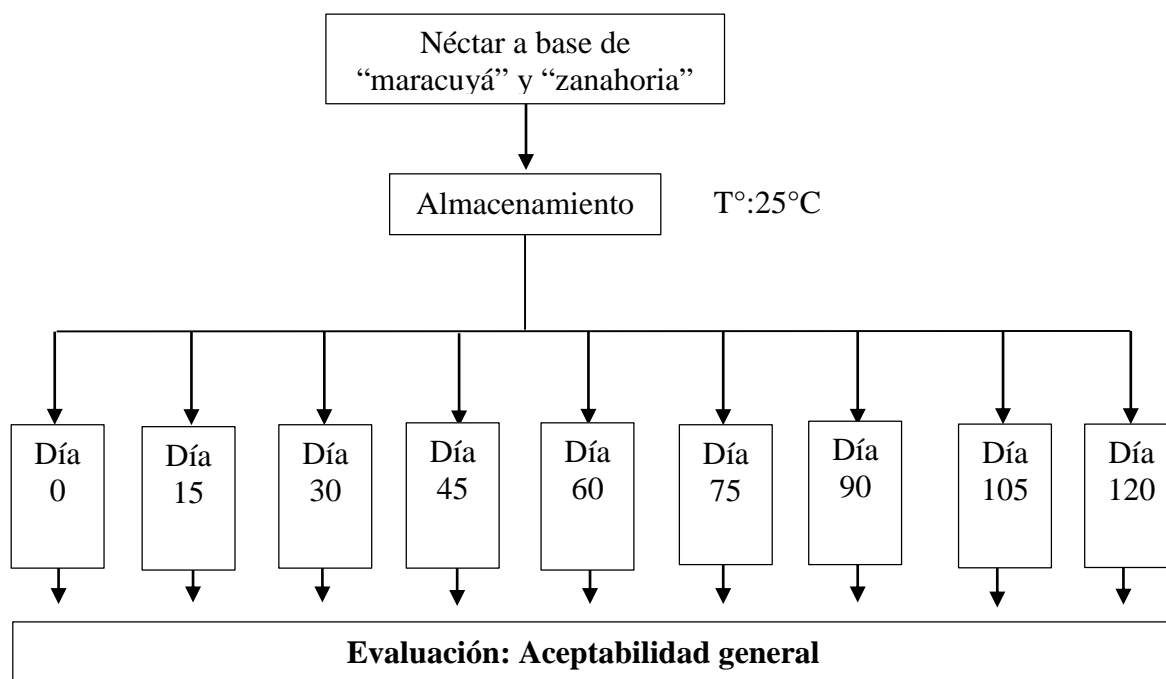 Néctar a base de
“maracuyá” y “zanahoria”
Almacenamiento
T°:25°C
Día
0
Día
15
Día
30
Día
45
Día
60
Día
75
Día
90
Día
105
Día
120
Evaluación: Aceptabilidad general